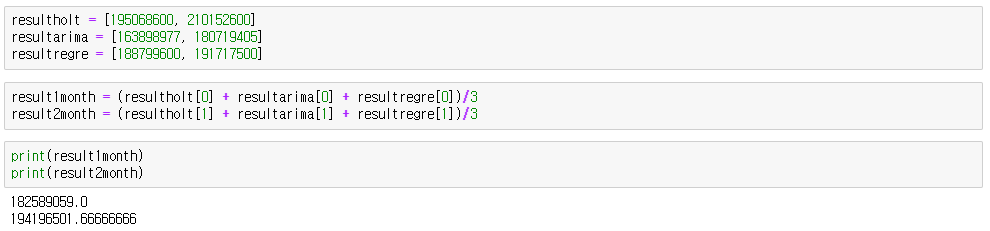 resultholt = [195068600, 210152600]
resultarima = [163898977, 180719405]
resultregre = [188799600, 191717500]
result1month = (resultholt[0] + resultarima[0] + resultregre[0])/3
result2month = (resultholt[1] + resultarima[1] + resultregre[1])/3
print(result1month)
print(result2month)
182589059.0
194196501.66666666